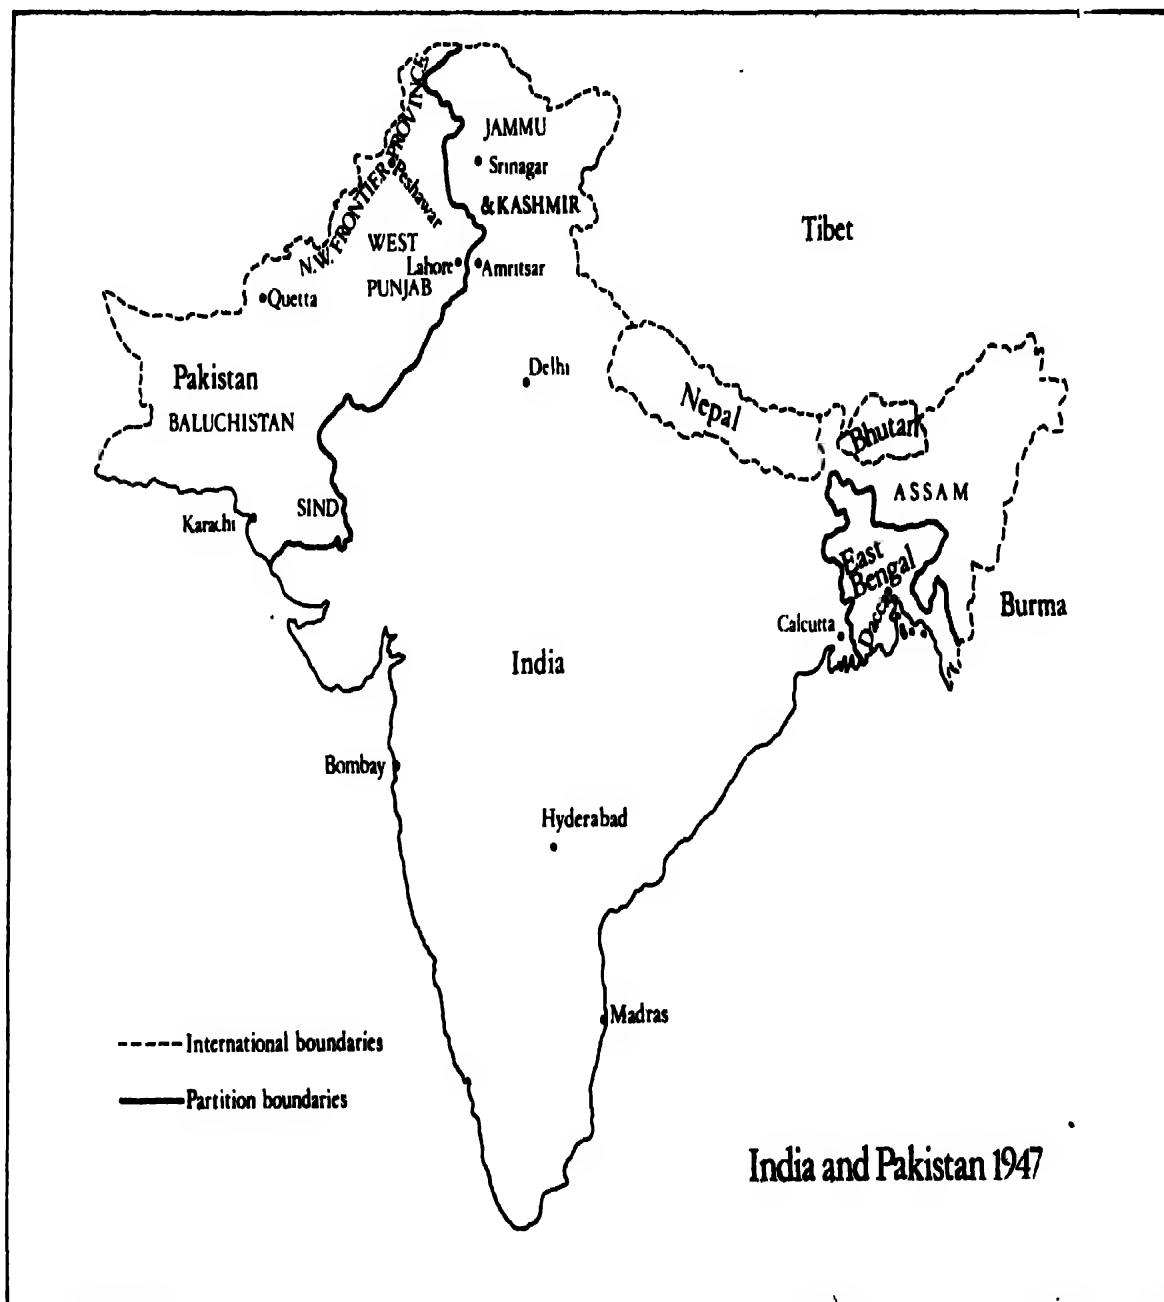 JAMMU
Srinagar
& KASHMIR
N.W. FRONTIER PROVINCE
Peshawar
Tibet
WEST
PUNJAB
Lahore
Amritsar
Quetta
Delhi
Pakistan
BALUCHISTAN
Nepal
Bhutan
ASSAM
SIND
Karachi
East
Bengal
Dacca
Calcutta
Burma
India
Bombay
Hyderabad
Madras
International boundaries
Partition boundaries
India and Pakistan 1947